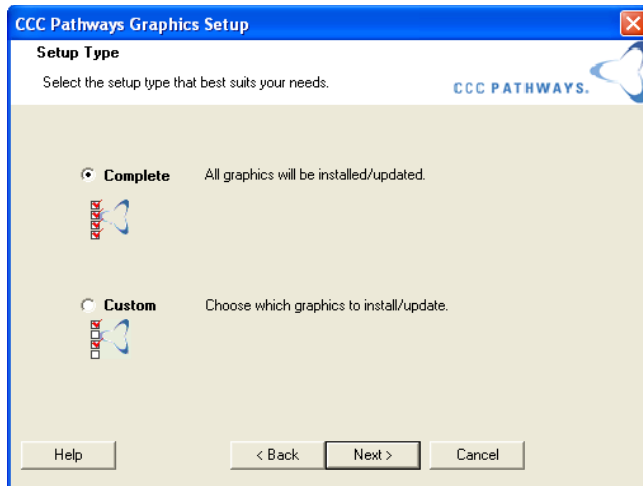 CCC Pathways Graphics Setup
Setup Type
Select the setup type that best suits your needs.
CCC PATHWAYS.
Complete All graphics will be installed/updated.
Custom Choose which graphics to install/update.
Help < Back Next > Cancel